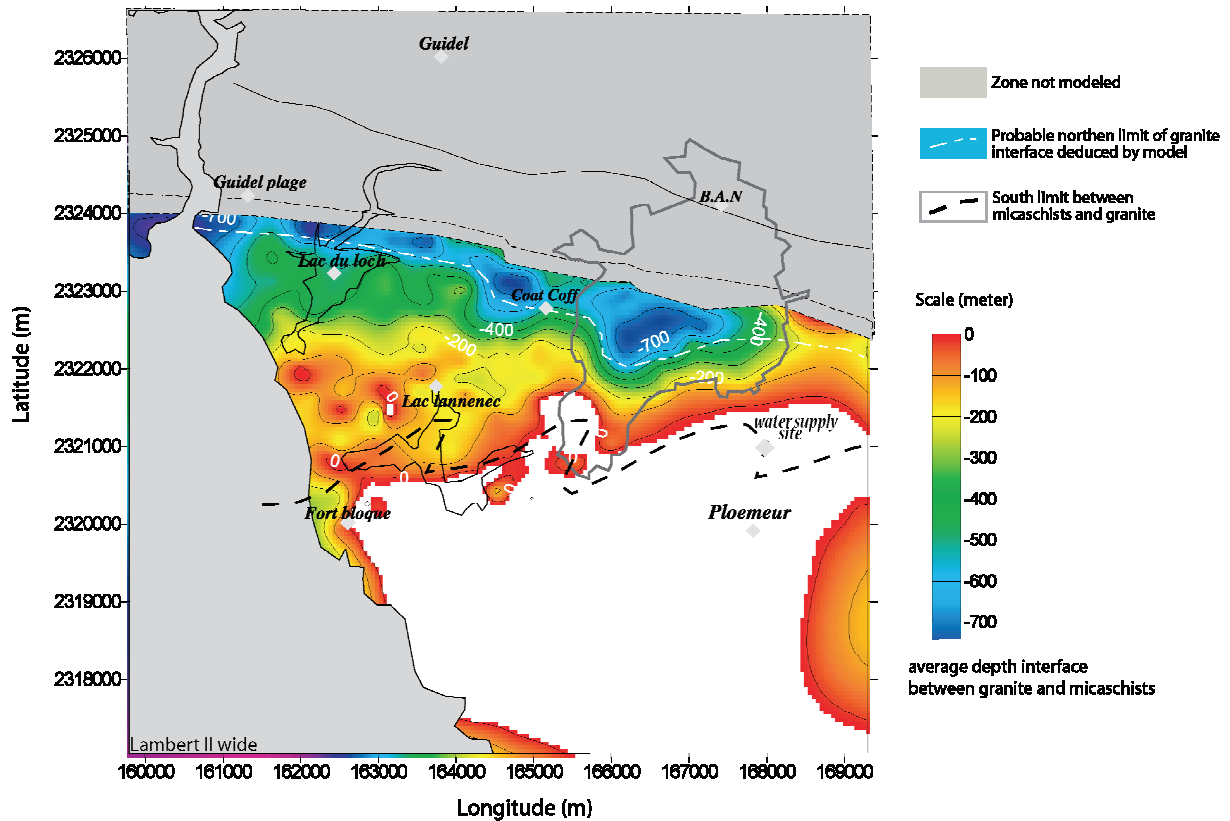 Guidel
2326000
2325000
2324000
2323000
2322000
2321000
2320000
2319000
2318000
Latitude (m)
Guidel plage
B.A.N
-700
Lac du loch
Coat Coff
-400
-400
-200
-700
-200
0
Lac lannenec
water supply
site
0
0
0
0
0
Fort bloque
Ploemeur
Lambert II wide
160000 161000 162000 163000 164000 165000 166000 167000 168000 169000
Longitude (m)
Zone not modeled
Probable northen limit of granite
interface deduced by model
South limit between
micaschists and granite
Scale (meter)
0
-100
-200
-300
-400
-500
-600
-700
average depth interface
between granite and micaschists